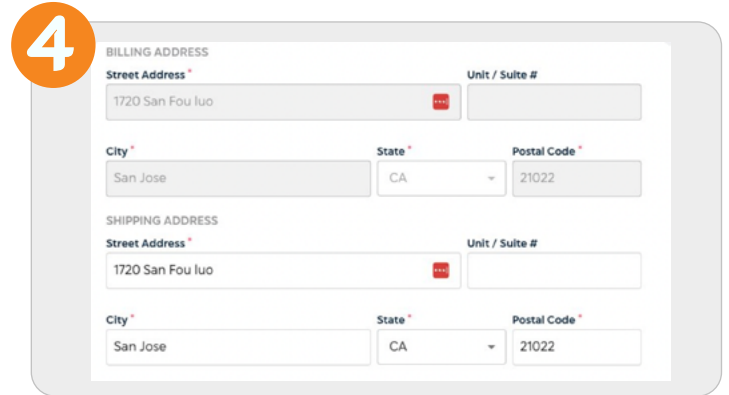 4
BILLING ADDRESS
Street Address * Unit / Suite #
1720 San Fou luo
City * State * Postal Code *
San Jose CA 21022
SHIPPING ADDRESS
Street Address * Unit / Suite #
1720 San Fou luo
City * State * Postal Code *
San Jose CA 21022